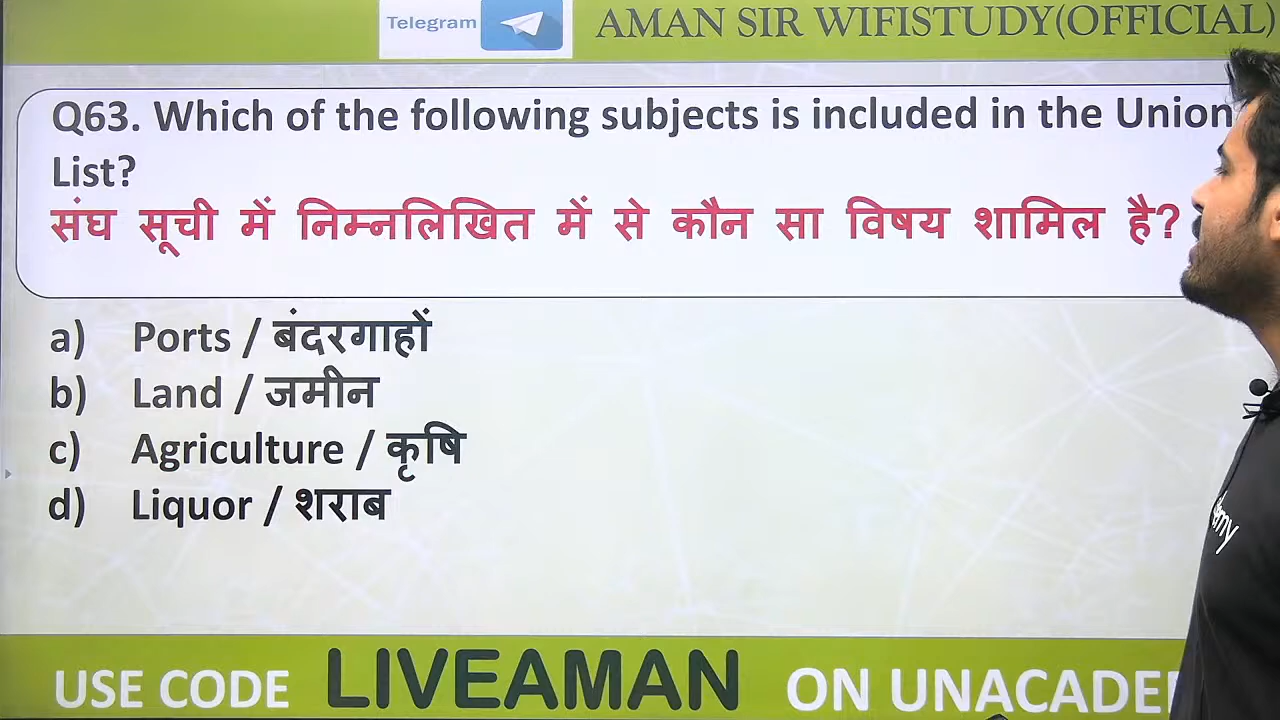 Telegram
AMAN SIR WIFISTUDY(OFFICIAL)
Q63. Which of the following subjects is included in the Union
List?
संघ सूची में निम्नलिखित में से कौन सा विषय शामिल है?
a) Ports / बंदरगाहों
b) Land / जमीन
c) Agriculture / कृषि
d) Liquor / शराब
USE CODE LIVEAMAN ON